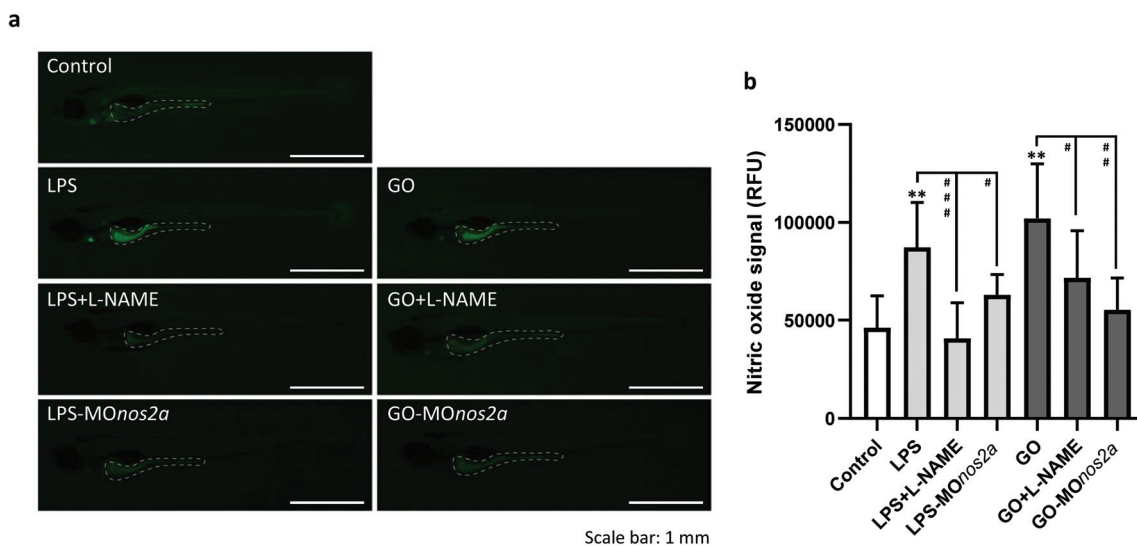 a
Control
LPS
GO
LPS+L-NAME
GO+L-NAME
LPS-MOnos2a
GO-MOnos2a
Scale bar: 1 mm
b
Nitric oxide signal (RFU)
150000
100000
50000
0
**
#
#
#
#
**
#
#
#
Control
LPS
LPS+L-NAME
LPS-MOnos2a
GO
GO+L-NAME
GO-MOnos2a